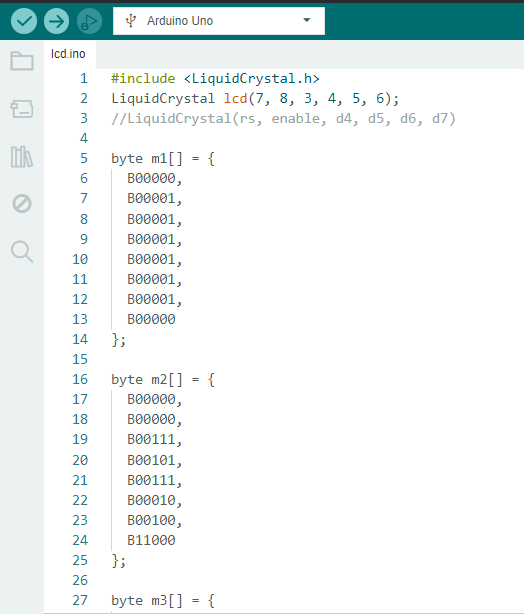 Arduino Uno
lcd.ino
1 #include <LiquidCrystal.h>
2 LiquidCrystal lcd(7, 8, 3, 4, 5, 6);
3 //LiquidCrystal(rs, enable, d4, d5, d6, d7)
4
5 byte m1[] = {
6 B00000,
7 B00001,
8 B00001,
9 B00001,
10 B00001,
11 B00001,
12 B00001,
13 B00000
14 };
15
16 byte m2[] = {
17 B00000,
18 B00000,
19 B00111,
20 B00101,
21 B00111,
22 B00010,
23 B00100,
24 B11000
25 };
26
27 byte m3[] = {